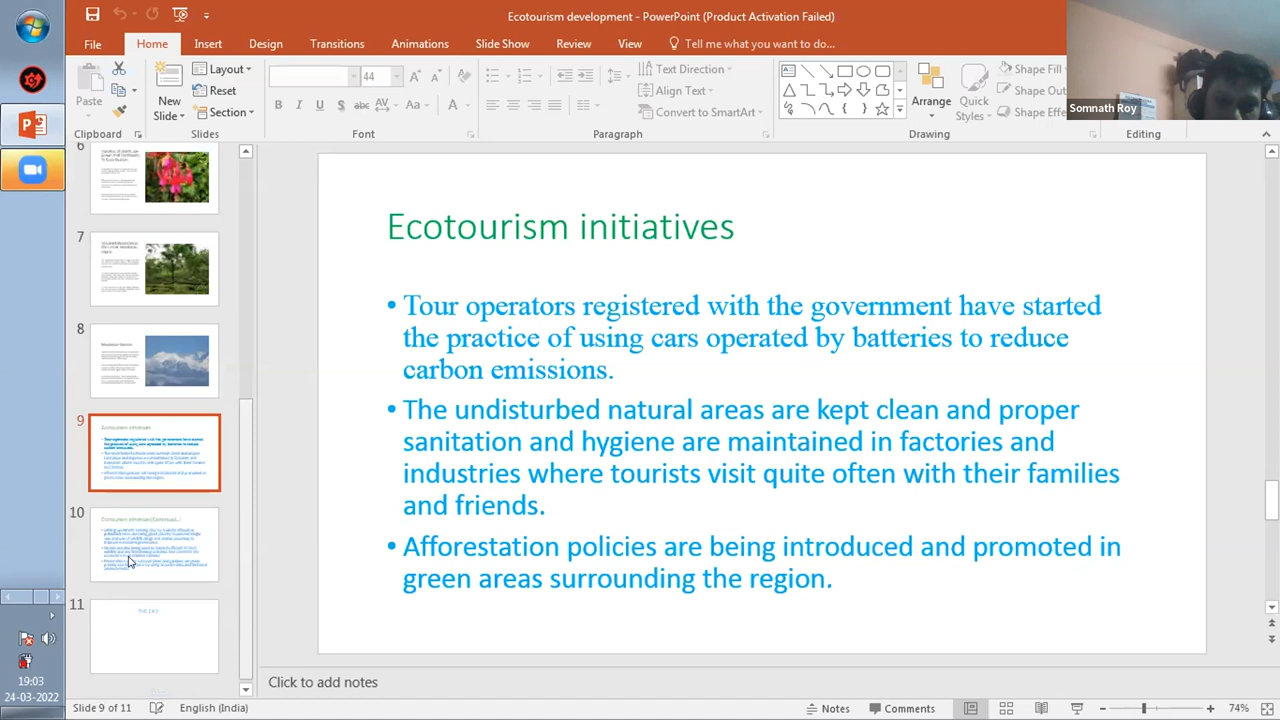 Ecotourism development - PowerPoint (Product Activation Failed)
File Home Insert Design Transitions Animations Slide Show Review View Tell me what you want to do...
Paste
New
Slide
Layout
Reset
Section
44
Text Direction
Align Text
Convert to SmartArt
Arrange
Quick
Styles
Shape Fill
Shape Out
Shape Effe
Somnath Roy
Clipboard Slides Font Paragraph Drawing Editing
6
7
8
9
10
11
Ecotourism initiatives
• Tour operators registered with the government have started
the practice of using cars operated by batteries to reduce
carbon emissions.
• The undisturbed natural areas are kept clean and proper
sanitation and hygiene are maintained in factories and
industries where tourists visit quite often with their families
and friends.
• Afforestation policies are being introduced and promoted in
green areas surrounding the region.
Click to add notes
19:03
24-03-2022
Slide 9 of 11 English (India) Notes Comments 74%